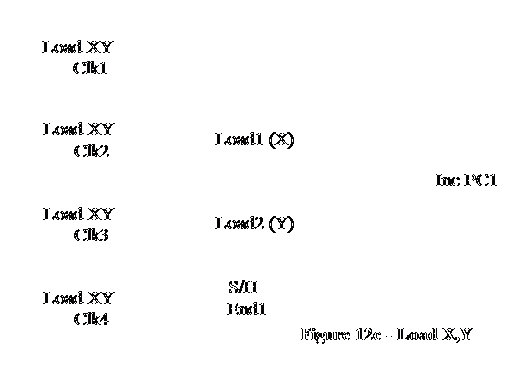 Load XY
Clk1
Load XY
Clk2
Load1 (X)
Inc PC1
Load XY
Clk3
Load2 (Y)
Load XY
Clk4
S/H
End1
Figure 12c - Load X,Y